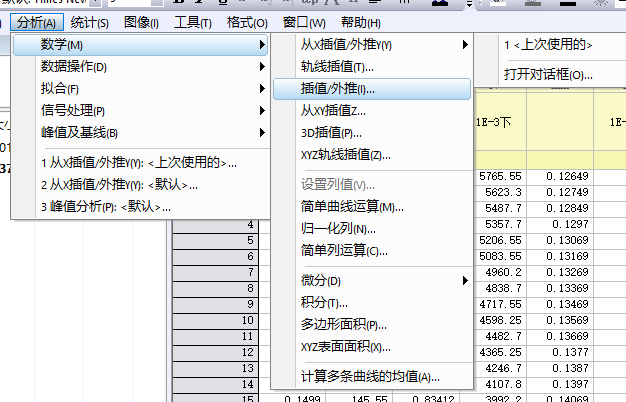 默认: Times New
9
B I U
分析(A) 统计(S) 图像(I) 工具(T) 格式(O) 窗口(W) 帮助(H)
数学(M)
数据操作(D)
拟合(F)
信号处理(P)
峰值及基线(B)
1 从X插值/外推Y(Y): <上次使用的>...
2 从X插值/外推Y(Y): <默认>...
3 峰值分析(P): <默认>...
从X插值/外推Y(Y)
轨线插值(T)...
插值/外推(I)...
从XY插值Z...
3D插值(P)...
XYZ轨线插值(Z)...
设置列值(V)...
简单曲线运算(M)...
归一化列(N)...
简单列运算(C)...
微分(D)
积分(T)...
多边形面积(P)...
XYZ表面面积(X)...
计算多条曲线的均值(A)...
1 <上次使用的>
打开对话框(O)...
1E-3下 1
5765.55 0.12649
5623.3 0.12749
5487.7 0.12849
4 5357.7 0.1297
5 5206.55 0.13069
6 5083.55 0.13169
7 4960.2 0.13269
8 4838.7 0.13369
9 4717.55 0.13469
10 4598.25 0.13569
11 4482.7 0.13669
12 4365.25 0.1377
13 4246.7 0.1387
14 4107.8 0.1397
15 0.1499 145.55 0.83412 3992.2 0.14069